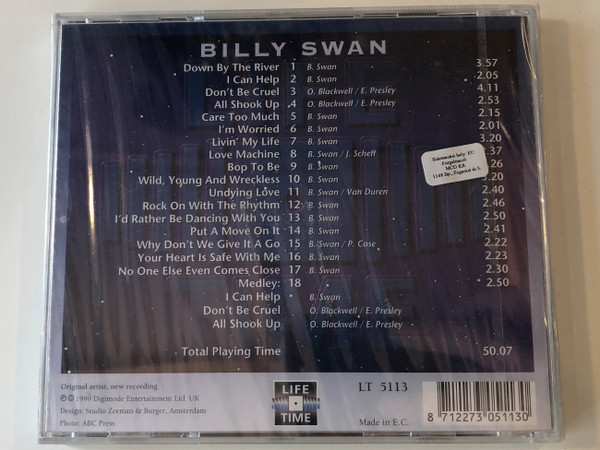 BILLY SWAN
Down By The River 1 B. Swan 3.57
I Can Help 2 B. Swan 2.05
Don't Be Cruel 3 O. Blackwell / E. Presley 4.11
All Shook Up 4 O. Blackwell / E. Presley 2.53
Care Too Much 5 B. Swan 2.15
I'm Worried 6 B. Swan 2.01
Livin' My Life 7 B. Swan 3.20
Love Machine 8 B. Swan / J. Scheff .37
Bop To Be 9 B. Swan .26
Wild, Young And Wreckless 10 B. Swan 3.20
Undying Love 11 B. Swan / Van Duren 2.40
Rock On With The Rhythm 12 B. Swan 2.46
I'd Rather Be Dancing With You 13 B. Swan 2.50
Put A Move On It 14 B. Swan 2.41
Why Don't We Give It A Go 15 B. Swan / P. Case 2.22
Your Heart Is Safe With Me 16 B. Swan 2.23
No One Else Even Comes Close 17 B. Swan 2.30
Medley: 18 2.50
I Can Help B. Swan
Don't Be Cruel O. Blackwell / E. Presley
All Shook Up O. Blackwell / E. Presley
Total Playing Time 50.07
Original artist, new recording
℗© 1999 Digimode Entertainment Ltd. UK
Design: Studio Zeeman & Burger, Amsterdam
Photo: ABC Press
LIFE TIME
LT 5113
Made in E.C.
8 712273 051130